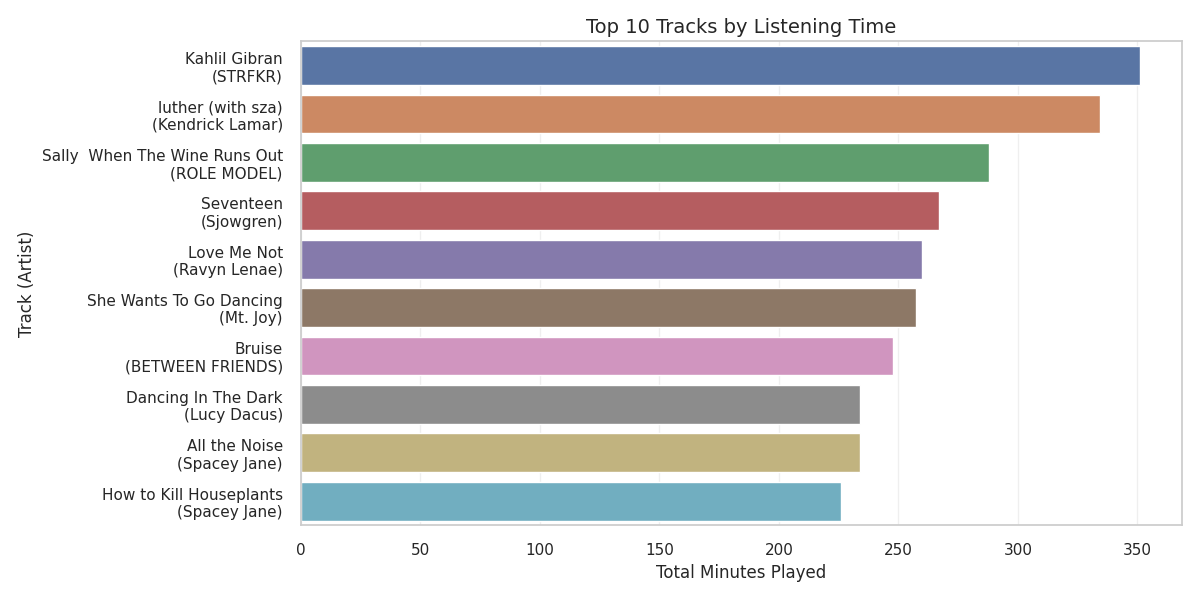 Top 10 Tracks by Listening Time
Track (Artist)
Kahlil Gibran
(STRFKR)
luther (with sza)
(Kendrick Lamar)
Sally  When The Wine Runs Out
(ROLE MODEL)
Seventeen
(Sjowgren)
Love Me Not
(Ravyn Lenae)
She Wants To Go Dancing
(Mt. Joy)
Bruise
(BETWEEN FRIENDS)
Dancing In The Dark
(Lucy Dacus)
All the Noise
(Spacey Jane)
How to Kill Houseplants
(Spacey Jane)
0 50 100 150 200 250 300 350
Total Minutes Played